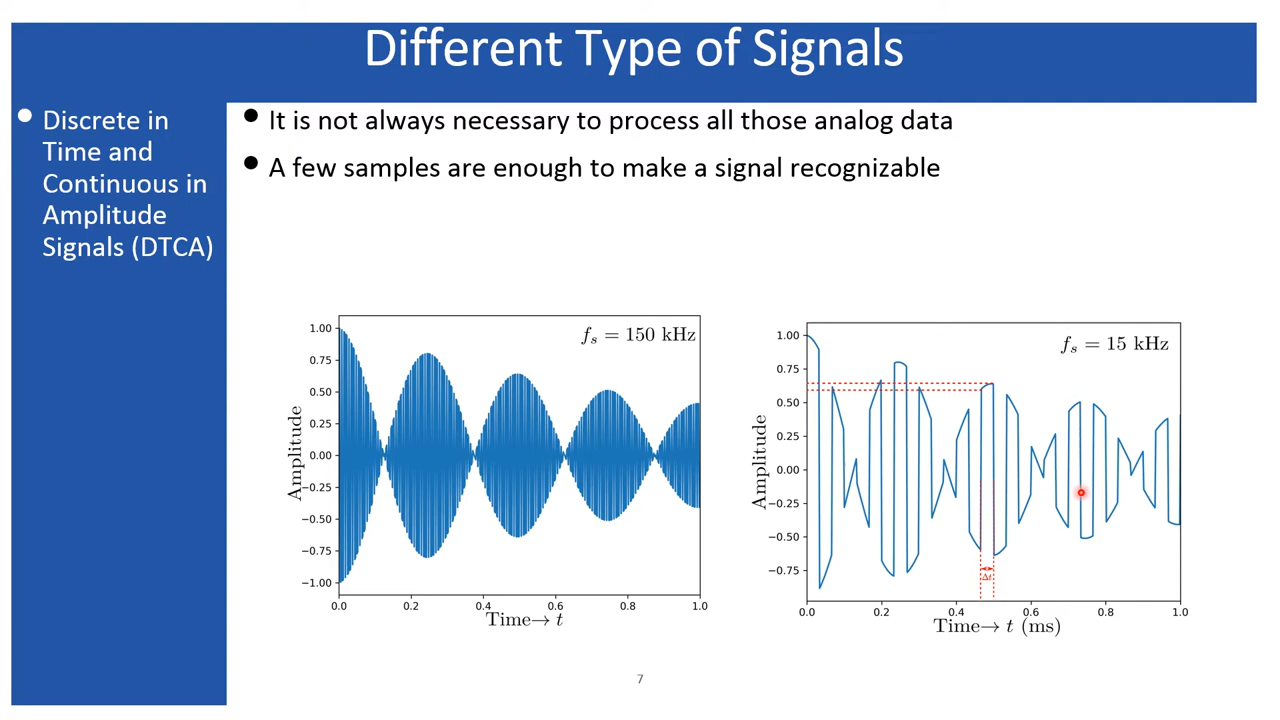 Different Type of Signals
• Discrete in
Time and
Continuous in
Amplitude
Signals (DTCA)
• It is not always necessary to process all those analog data
• A few samples are enough to make a signal recognizable
f_s = 150 kHz
1.00
0.75
0.50
0.25
0.00
−0.25
−0.50
−0.75
−1.00
Amplitude
0.0 0.2 0.4 0.6 0.8 1.0
Time→ t
f_s = 15 kHz
1.00
0.75
0.50
0.25
0.00
−0.25
−0.50
−0.75
Amplitude
Δt
0.0 0.2 0.4 0.6 0.8 1.0
Time→ t (ms)
7